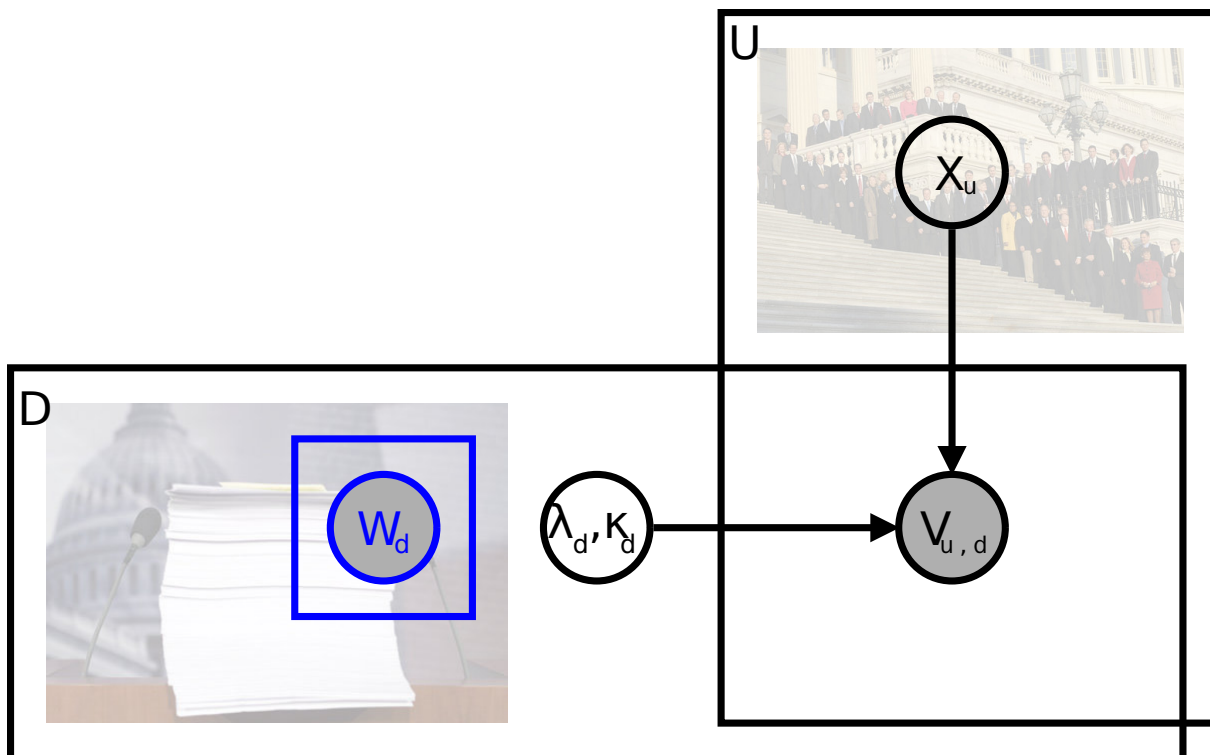 U
X_u
D
W_d
λ_d, κ_d
V_u,d